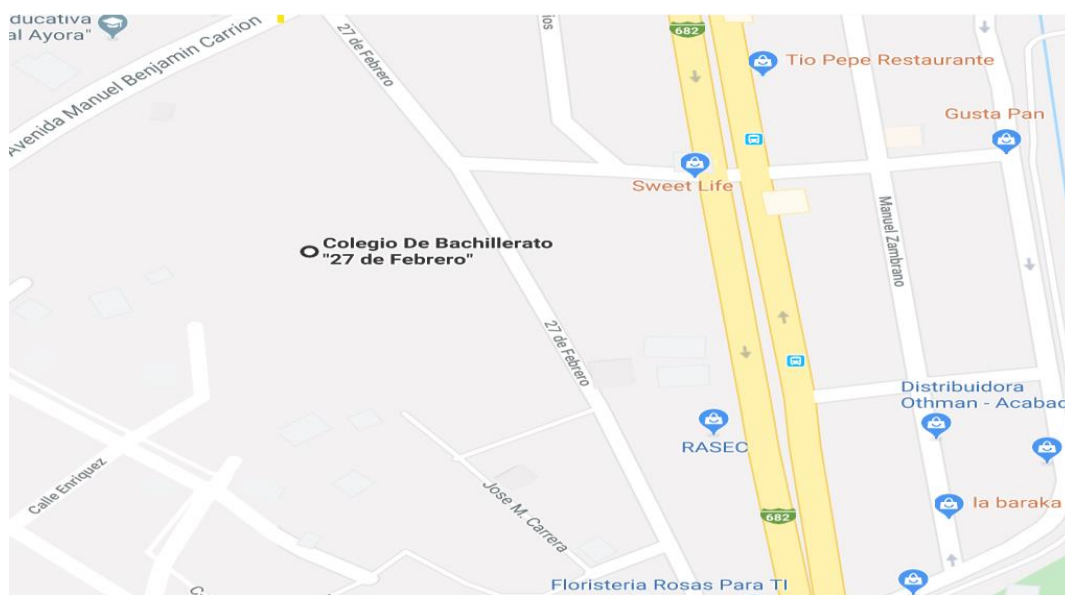 ducativa
al Ayora"
Avenida Manuel Benjamin Carrion
27 de Febrero
ios
682
Tio Pepe Restaurante
Gusta Pan
Sweet Life
Manuel Zambrano
Colegio De Bachillerato
"27 de Febrero"
27 de Febrero
Distribuidora
Othman - Acabad
RASEC
Calle Enriquez
Jose M. Carrera
682
la baraka
Floristeria Rosas Para TI